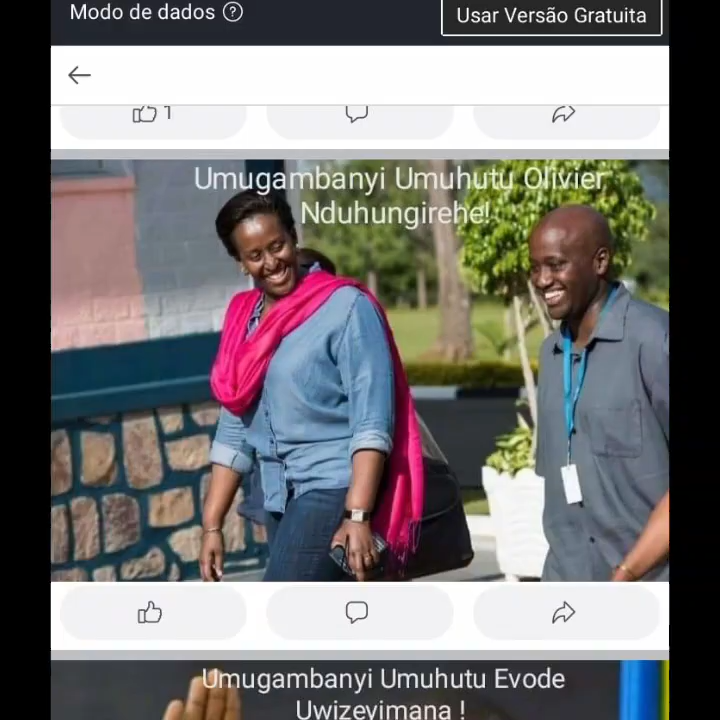 Modo de dados ?
Usar Versão Gratuita
1
Umugambanyi Umuhutu Olivier
Nduhungirehe!
Umugambanyi Umuhutu Evode
Uwizeyimana !